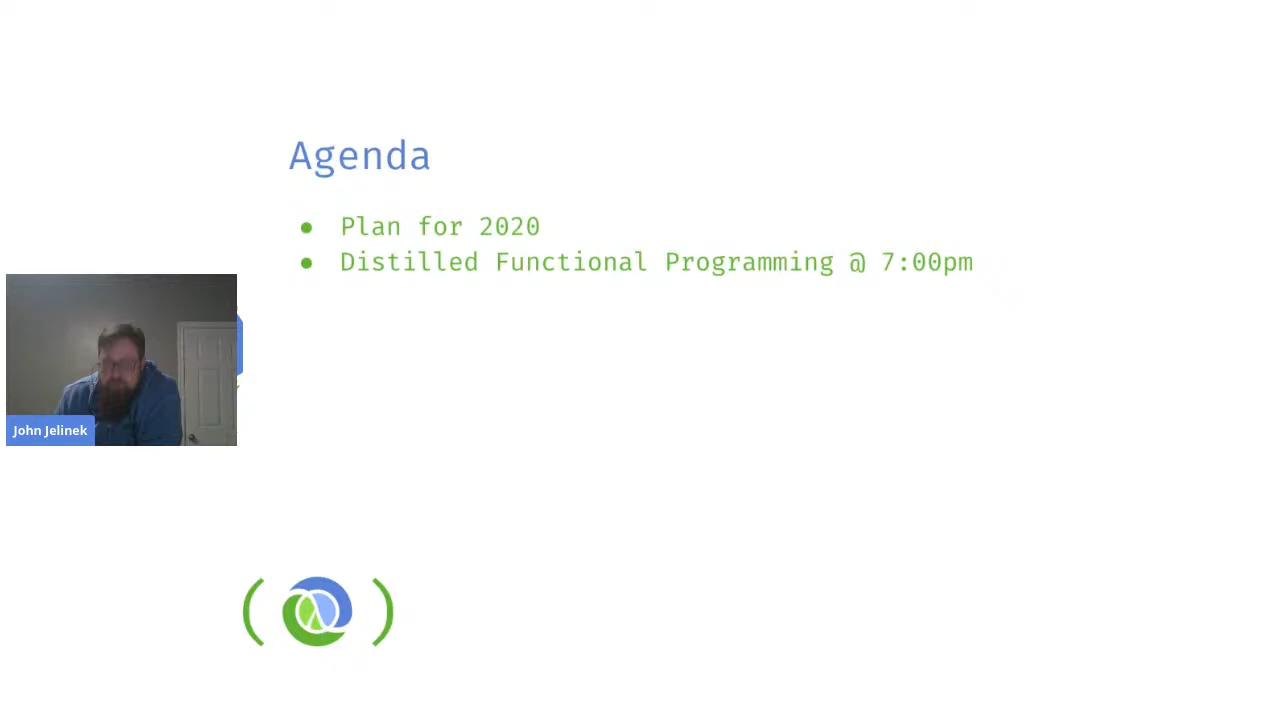 Agenda
● Plan for 2020
● Distilled Functional Programming @ 7:00pm
John Jelinek